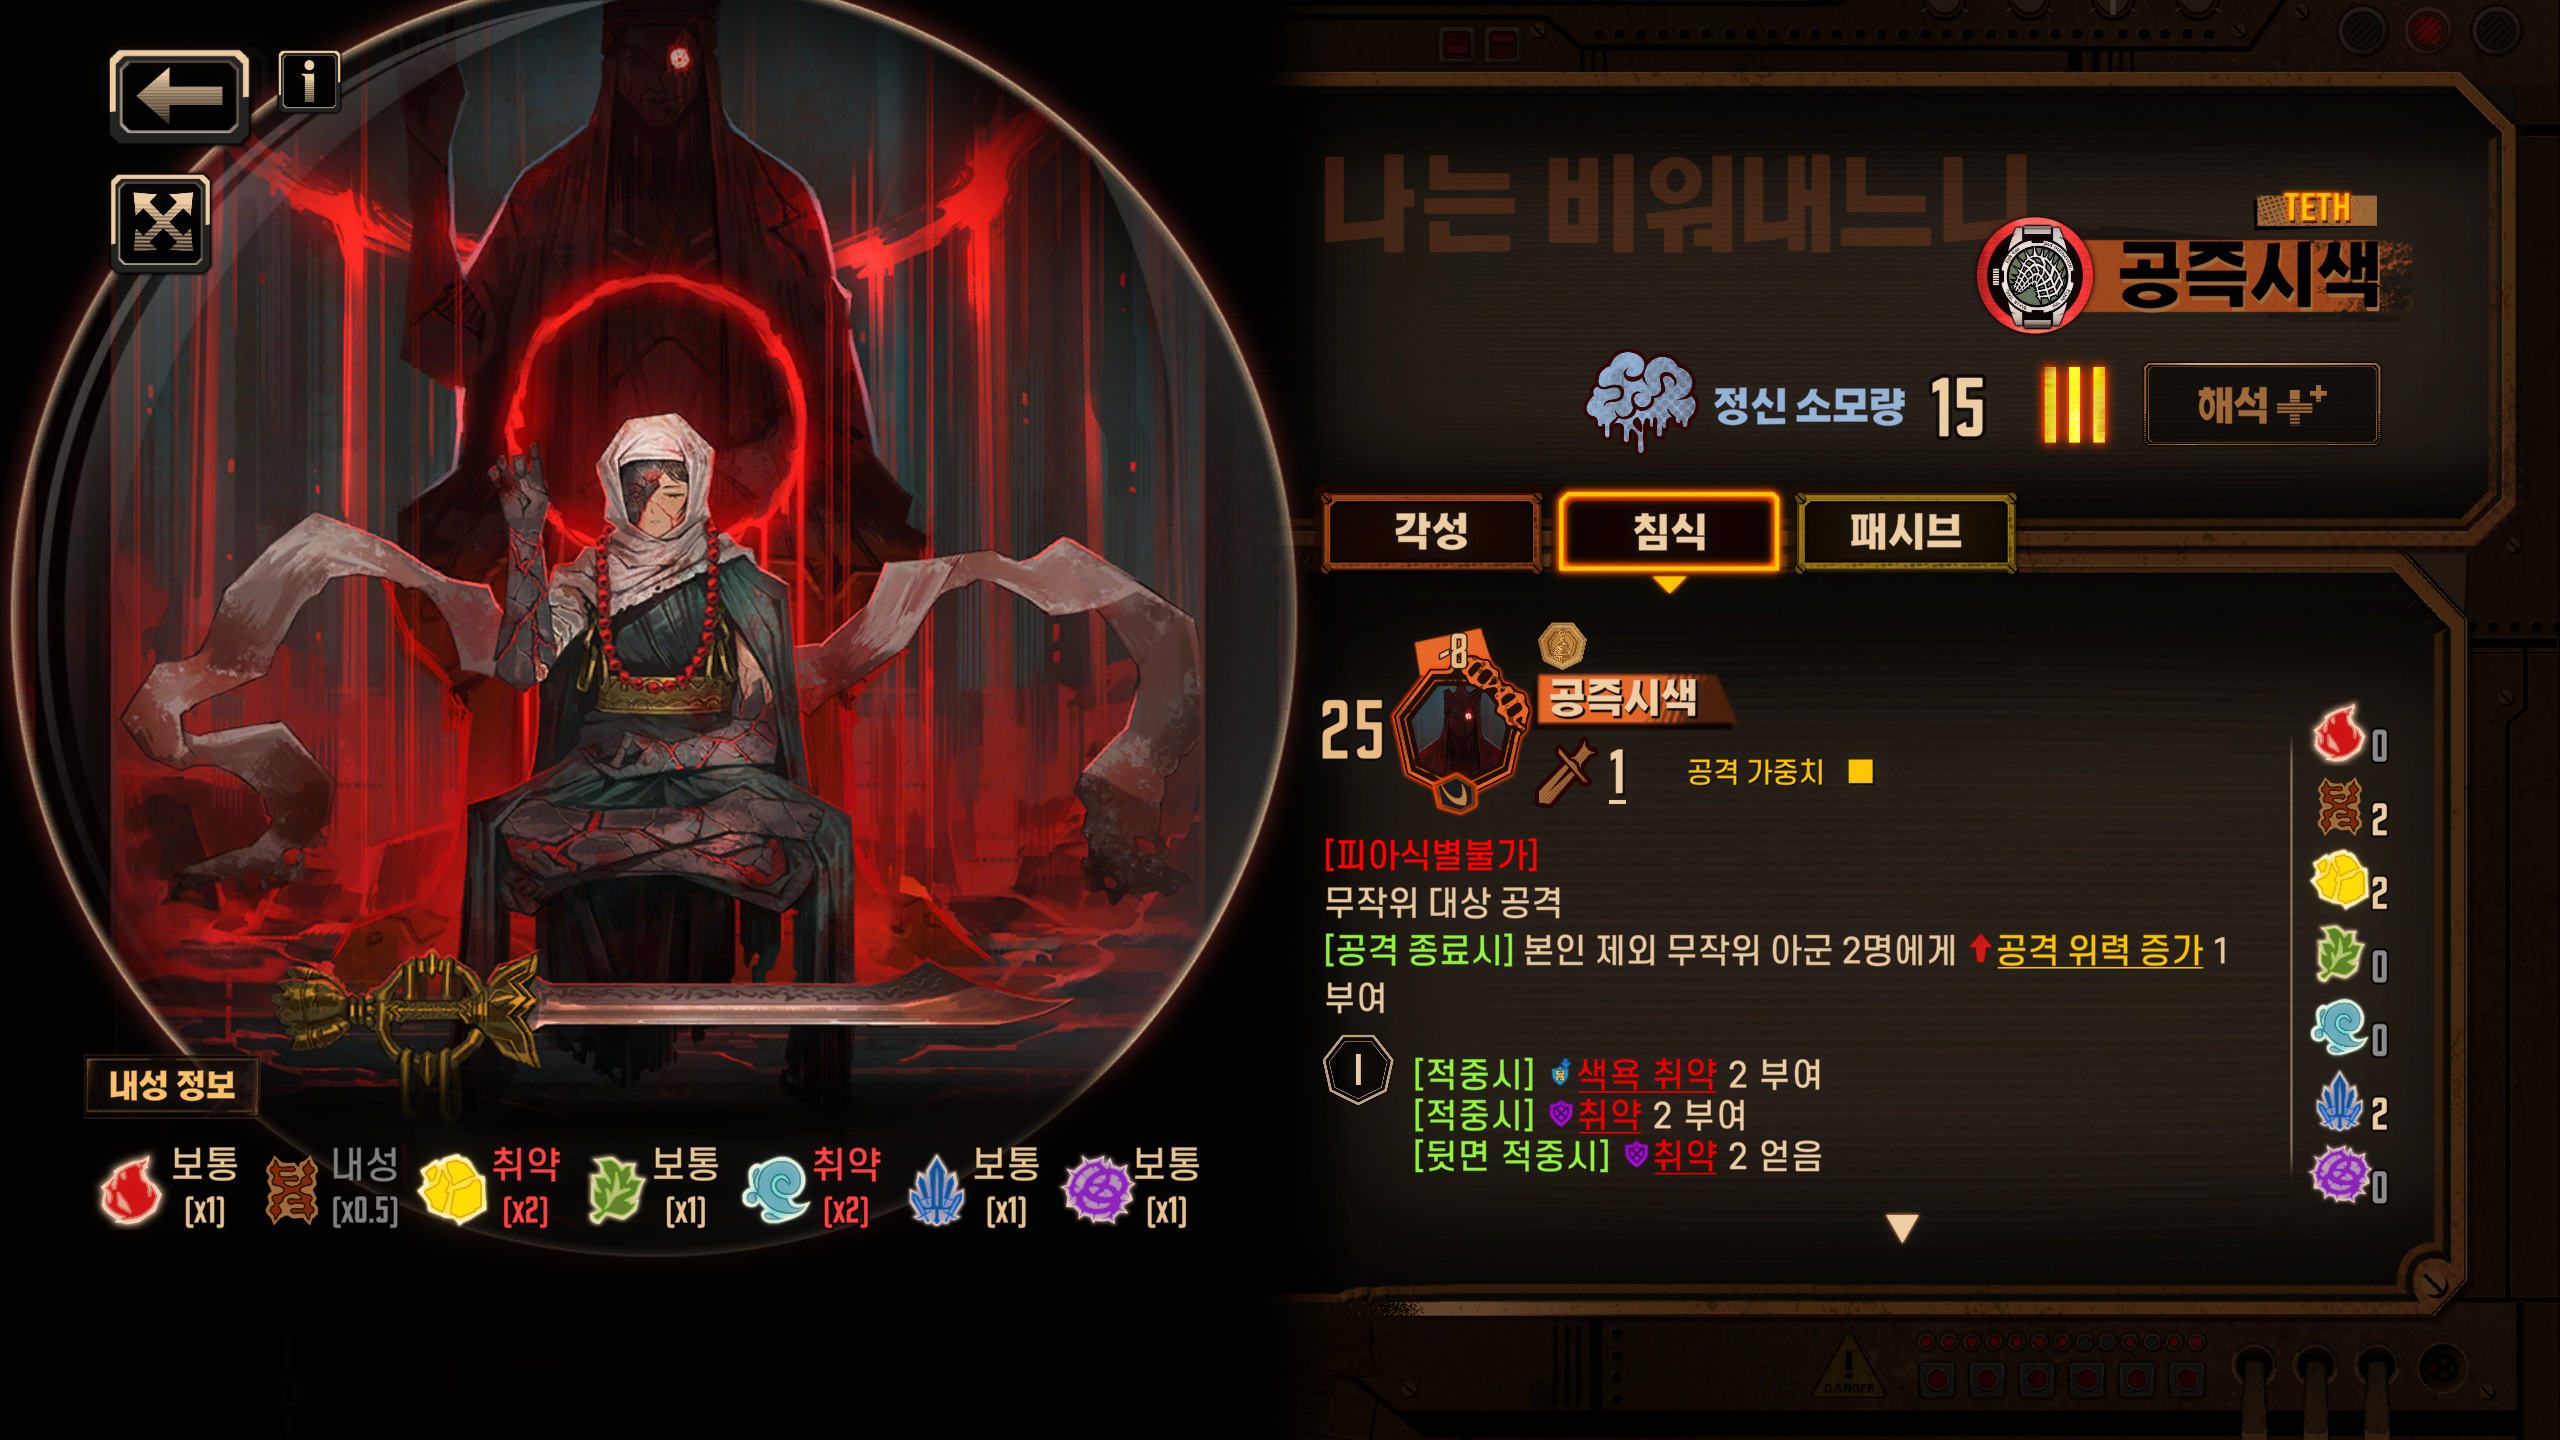 i
나는 비워내느니
TETH
공즉시색
정신 소모량 15
해석
각성
침식
패시브
-8
25
공즉시색
1
공격 가중치
[피아식별불가]
무작위 대상 공격
[공격 종료시] 본인 제외 무작위 아군 2명에게 공격 위력 증가 1
부여
I
[적중시] 색욕 취약 2 부여
[적중시] 취약 2 부여
[뒷면 적중시] 취약 2 얻음
0
2
2
0
0
2
0
내성 정보
보통 내성 취약 보통 취약 보통 보통
[x1] [x0.5] [x2] [x1] [x2] [x1] [x1]
DANGER